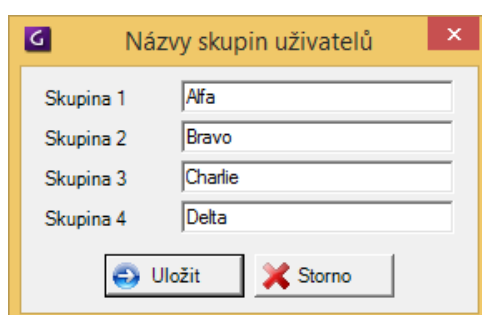 G Názvy skupin uživatelů
Skupina 1 Alfa
Skupina 2 Bravo
Skupina 3 Charlie
Skupina 4 Delta
Uložit Storno